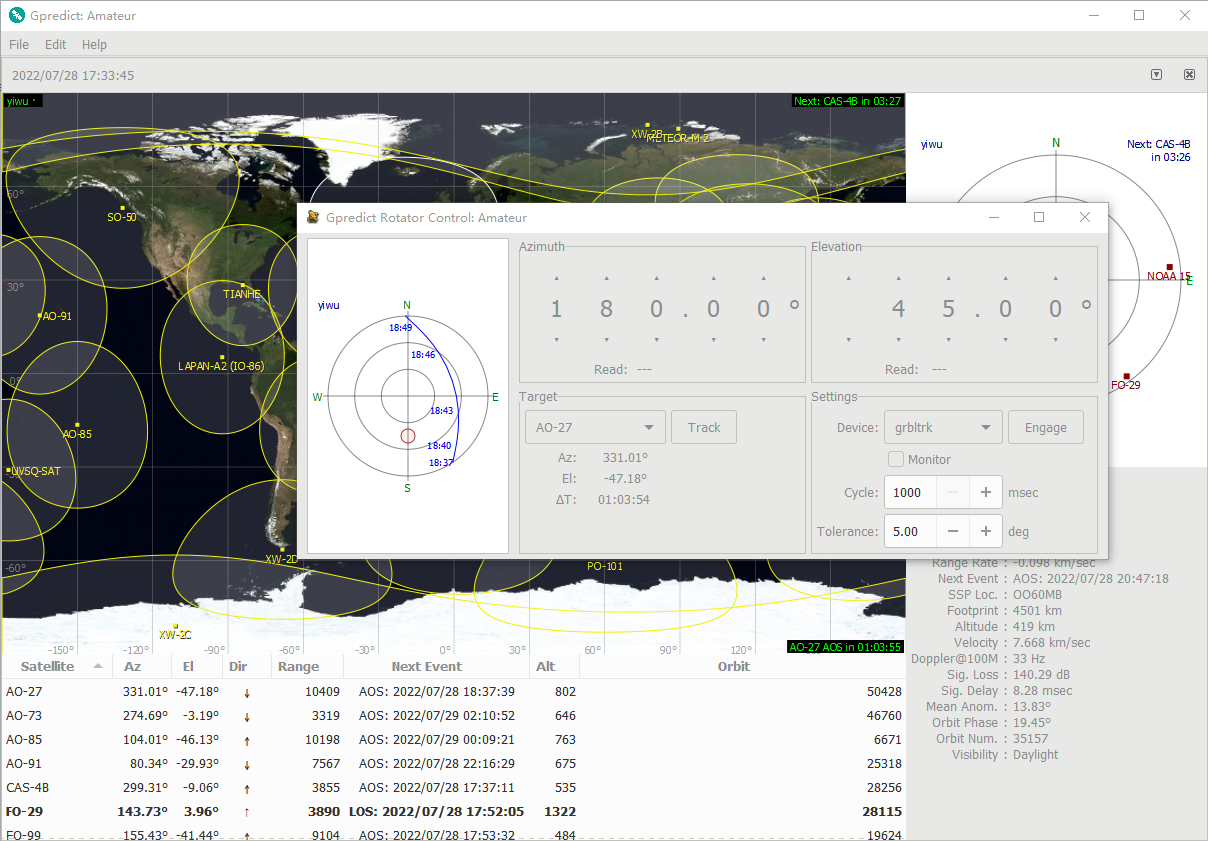 Gpredict: Amateur
File Edit Help
2022/07/28 17:33:45
yiwu
Next: CAS-4B in 03:27
XW-2B
METEOR-M-2
SO-50
30°
TIANHE
AO-91
LAPAN-A2 (IO-86)
0°
AO-85
UVSQ-SAT
XW-2D
-60°
PO-101
XW-2C
-150° -120° -90° -60° -30° 0° 30° 60° 90° 120°
AO-27 AOS in 01:03:55
yiwu
Next: CAS-4B
in 03:26
N
NOAA 15
E
FO-29
Gpredict Rotator Control: Amateur
yiwu
N
18:49
18:46
W
E
18:43
18:40
18:37
S
Azimuth
180.00°
Read: ---
Elevation
45.00°
Read: ---
Target
AO-27 Track
Az: 331.01°
El: -47.18°
ΔT: 01:03:54
Settings
Device: grbltrk Engage
Monitor
Cycle: 1000 − + msec
Tolerance: 5.00 − + deg
Range Rate : -0.098 km/sec
Next Event : AOS: 2022/07/28 20:47:18
SSP Loc. : OO60MB
Footprint : 4501 km
Altitude : 419 km
Velocity : 7.668 km/sec
Doppler@100M : 33 Hz
Sig. Loss : 140.29 dB
Sig. Delay : 8.28 msec
Mean Anom. : 13.83°
Orbit Phase : 19.45°
Orbit Num. : 35157
Visibility : Daylight
Satellite Az El Dir Range Next Event Alt Orbit
AO-27 331.01° -47.18° ↓ 10409 AOS: 2022/07/28 18:37:39 802 50428
AO-73 274.69° -3.19° ↓ 3319 AOS: 2022/07/29 02:10:52 646 46760
AO-85 104.01° -46.13° ↑ 10198 AOS: 2022/07/29 00:09:21 763 6671
AO-91 80.34° -29.93° ↓ 7567 AOS: 2022/07/28 22:16:29 675 25318
CAS-4B 299.31° -9.06° ↑ 3855 AOS: 2022/07/28 17:37:11 535 28256
FO-29 143.73° 3.96° ↑ 3890 LOS: 2022/07/28 17:52:05 1322 28115
FO-99 155.43° -41.44° ↑ 9104 AOS: 2022/07/28 17:53:32 484 19624